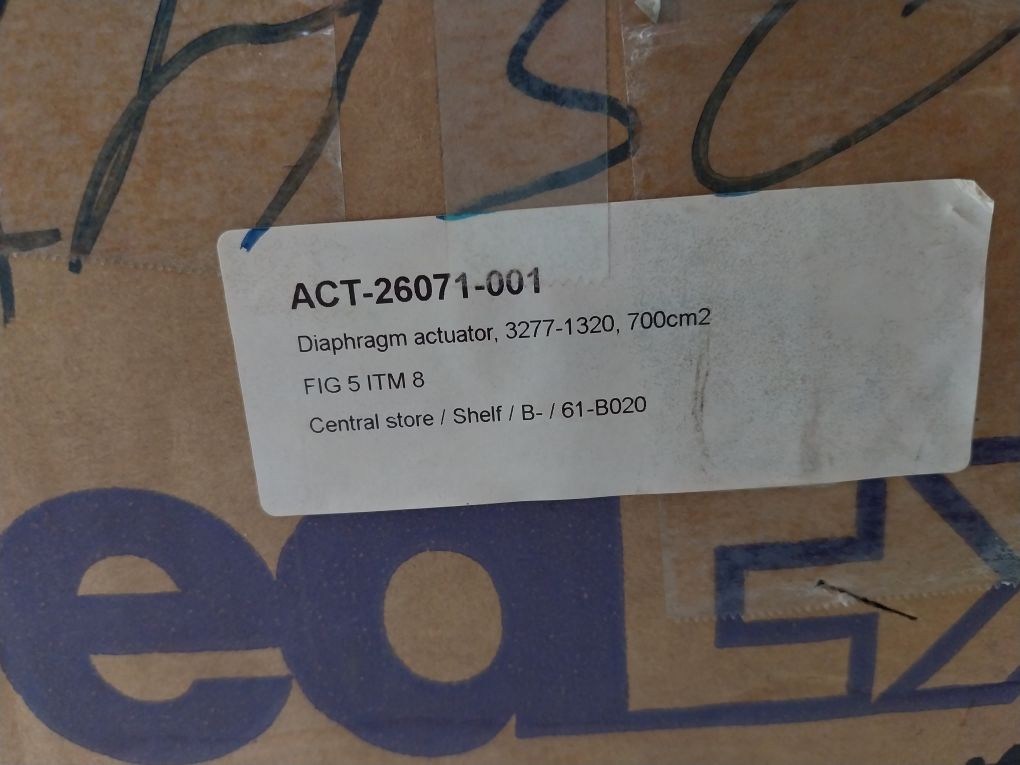 ACT-26071-001
Diaphragm actuator, 3277-1320, 700cm2
FIG 5 ITM 8
Central store / Shelf / B- / 61-B020